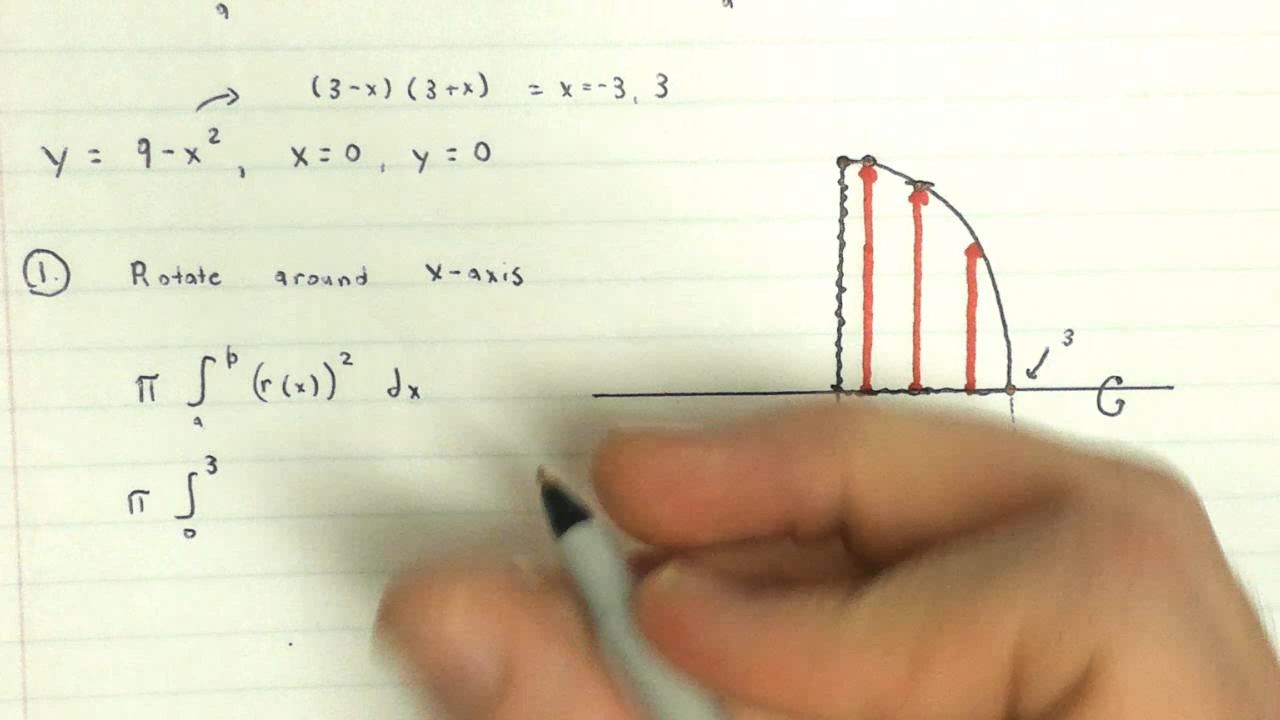 (3-x)(3+x) = x=-3, 3
y = 9-x², x=0, y=0
1. Rotate around x-axis
π ∫ₐᵇ (r(x))² dx
3
π ∫₀³